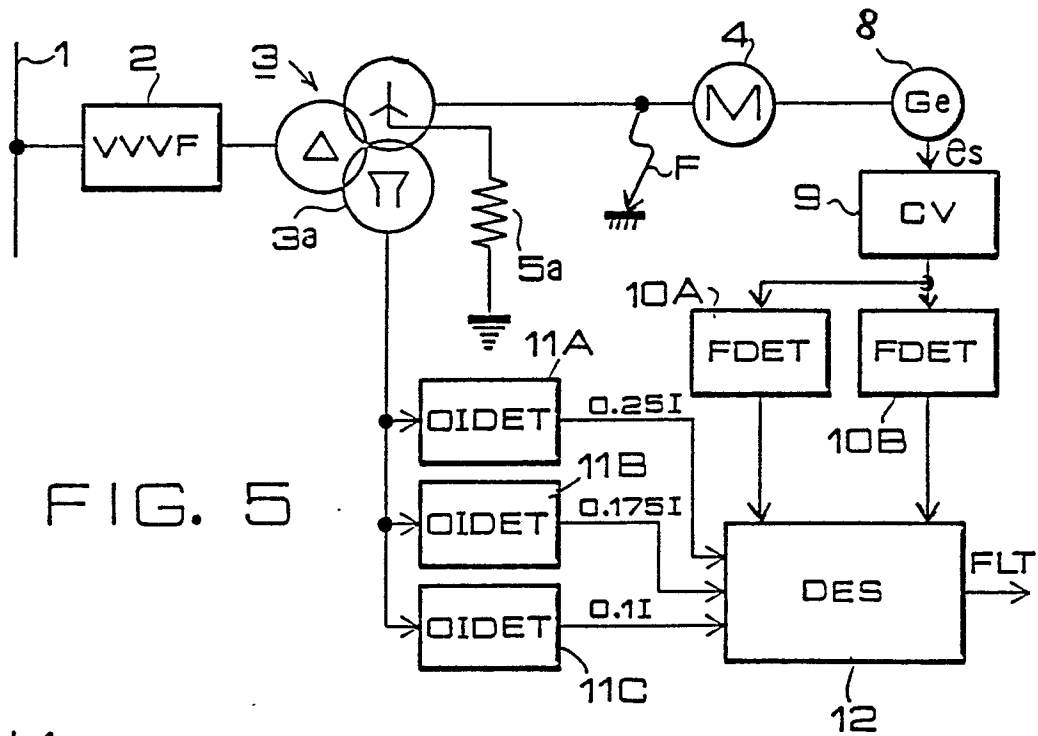 1
2
3
4
8
VVVF
M
Ge
es
F
9
CV
3a
5a
10A
FDET
FDET
11A
OIDET
0.25I
10B
FIG. 5
11B
OIDET
0.175I
DES
FLT
OIDET
0.1I
11C
12